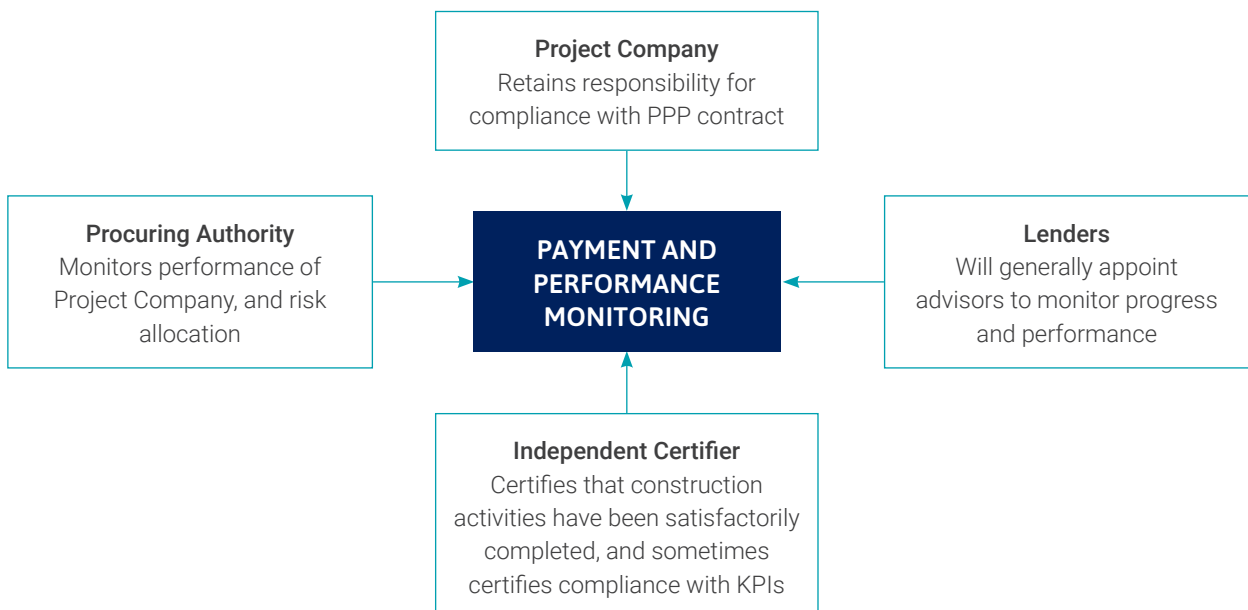 Project Company
Retains responsibility for
compliance with PPP contract
Procuring Authority
Monitors performance of
Project Company, and risk
allocation
PAYMENT AND
PERFORMANCE
MONITORING
Lenders
Will generally appoint
advisors to monitor progress
and performance
Independent Certifier
Certifies that construction
activities have been satisfactorily
completed, and sometimes
certifies compliance with KPIs